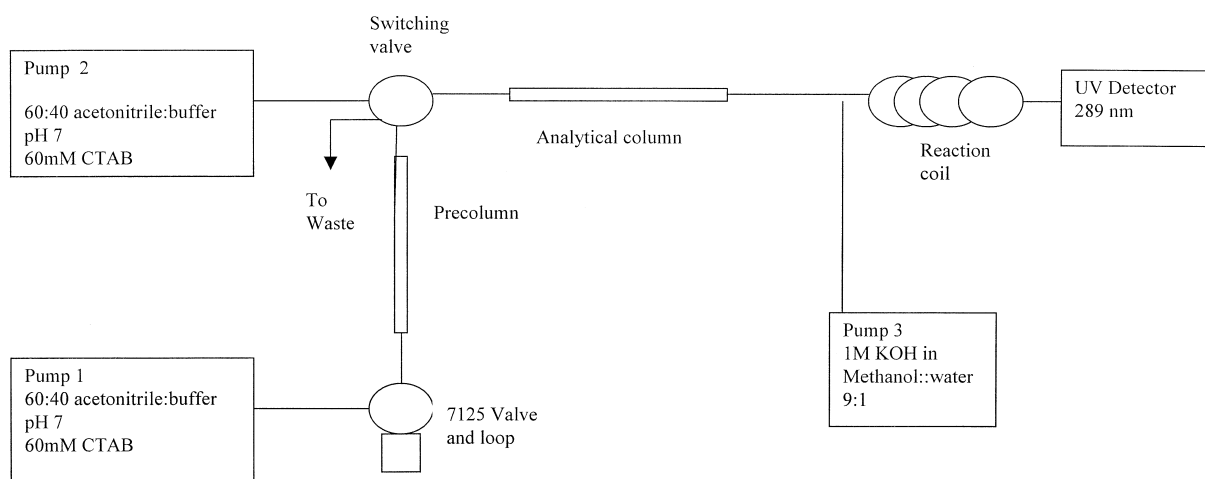 Switching
valve
Pump 2
60:40 acetonitrile:buffer
pH 7
60mM CTAB
UV Detector
289 nm
Analytical column
Reaction
coil
To
Waste
Precolumn
Pump 3
1M KOH in
Methanol::water
9:1
Pump 1
60:40 acetonitrile:buffer
pH 7
60mM CTAB
7125 Valve
and loop